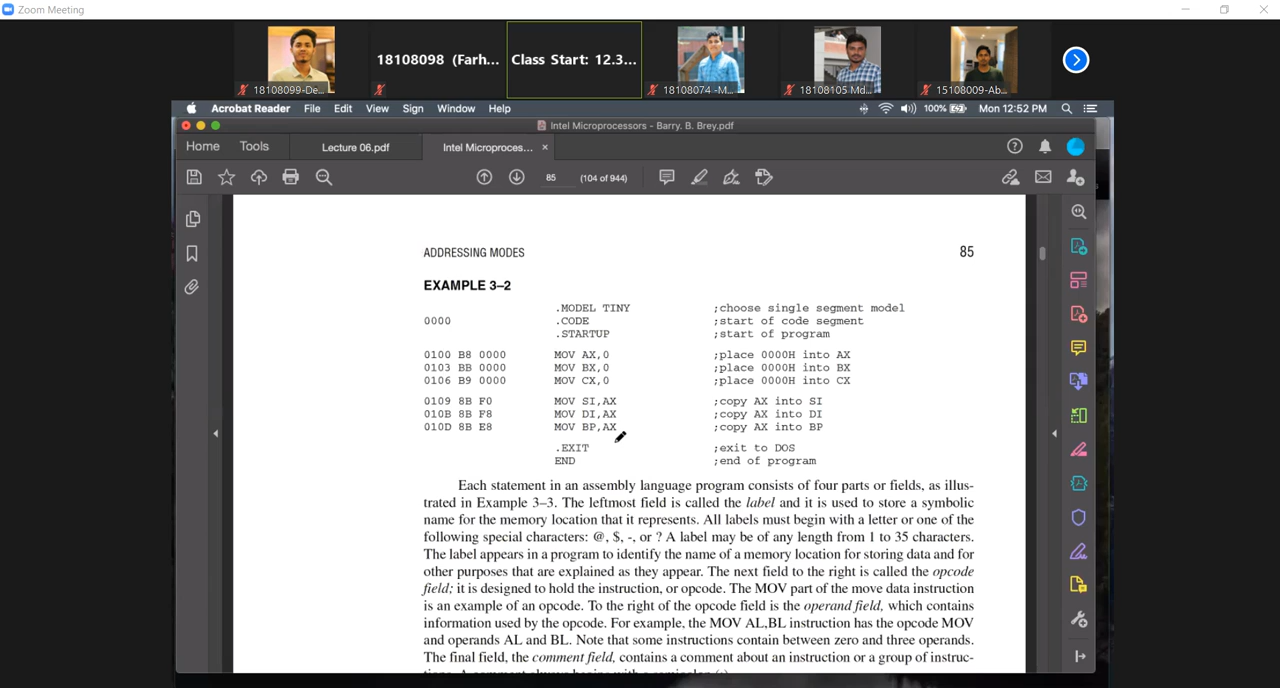 Zoom Meeting
18108098 (Farh...
Class Start: 12.3...
18108099-De...
18108074 -M...
18108105 Md...
15108009-Ab...
Acrobat Reader File Edit View Sign Window Help
100% Mon 12:52 PM
Intel Microprocessors - Barry. B. Brey.pdf
Home Tools Lecture 06.pdf Intel Microproces... ×
85 (104 of 944)
ADDRESSING MODES 85
EXAMPLE 3–2
.MODEL TINY ;choose single segment model
0000 .CODE ;start of code segment
.STARTUP ;start of program
0100 B8 0000 MOV AX,0 ;place 0000H into AX
0103 BB 0000 MOV BX,0 ;place 0000H into BX
0106 B9 0000 MOV CX,0 ;place 0000H into CX
0109 8B F0 MOV SI,AX ;copy AX into SI
010B 8B F8 MOV DI,AX ;copy AX into DI
010D 8B E8 MOV BP,AX ;copy AX into BP
.EXIT ;exit to DOS
END ;end of program
Each statement in an assembly language program consists of four parts or fields, as illus-
trated in Example 3–3. The leftmost field is called the label and it is used to store a symbolic
name for the memory location that it represents. All labels must begin with a letter or one of the
following special characters: @, $, -, or ? A label may be of any length from 1 to 35 characters.
The label appears in a program to identify the name of a memory location for storing data and for
other purposes that are explained as they appear. The next field to the right is called the opcode
field; it is designed to hold the instruction, or opcode. The MOV part of the move data instruction
is an example of an opcode. To the right of the opcode field is the operand field, which contains
information used by the opcode. For example, the MOV AL,BL instruction has the opcode MOV
and operands AL and BL. Note that some instructions contain between zero and three operands.
The final field, the comment field, contains a comment about an instruction or a group of instruc-
tions. A comment always begins with a semicolon (;).